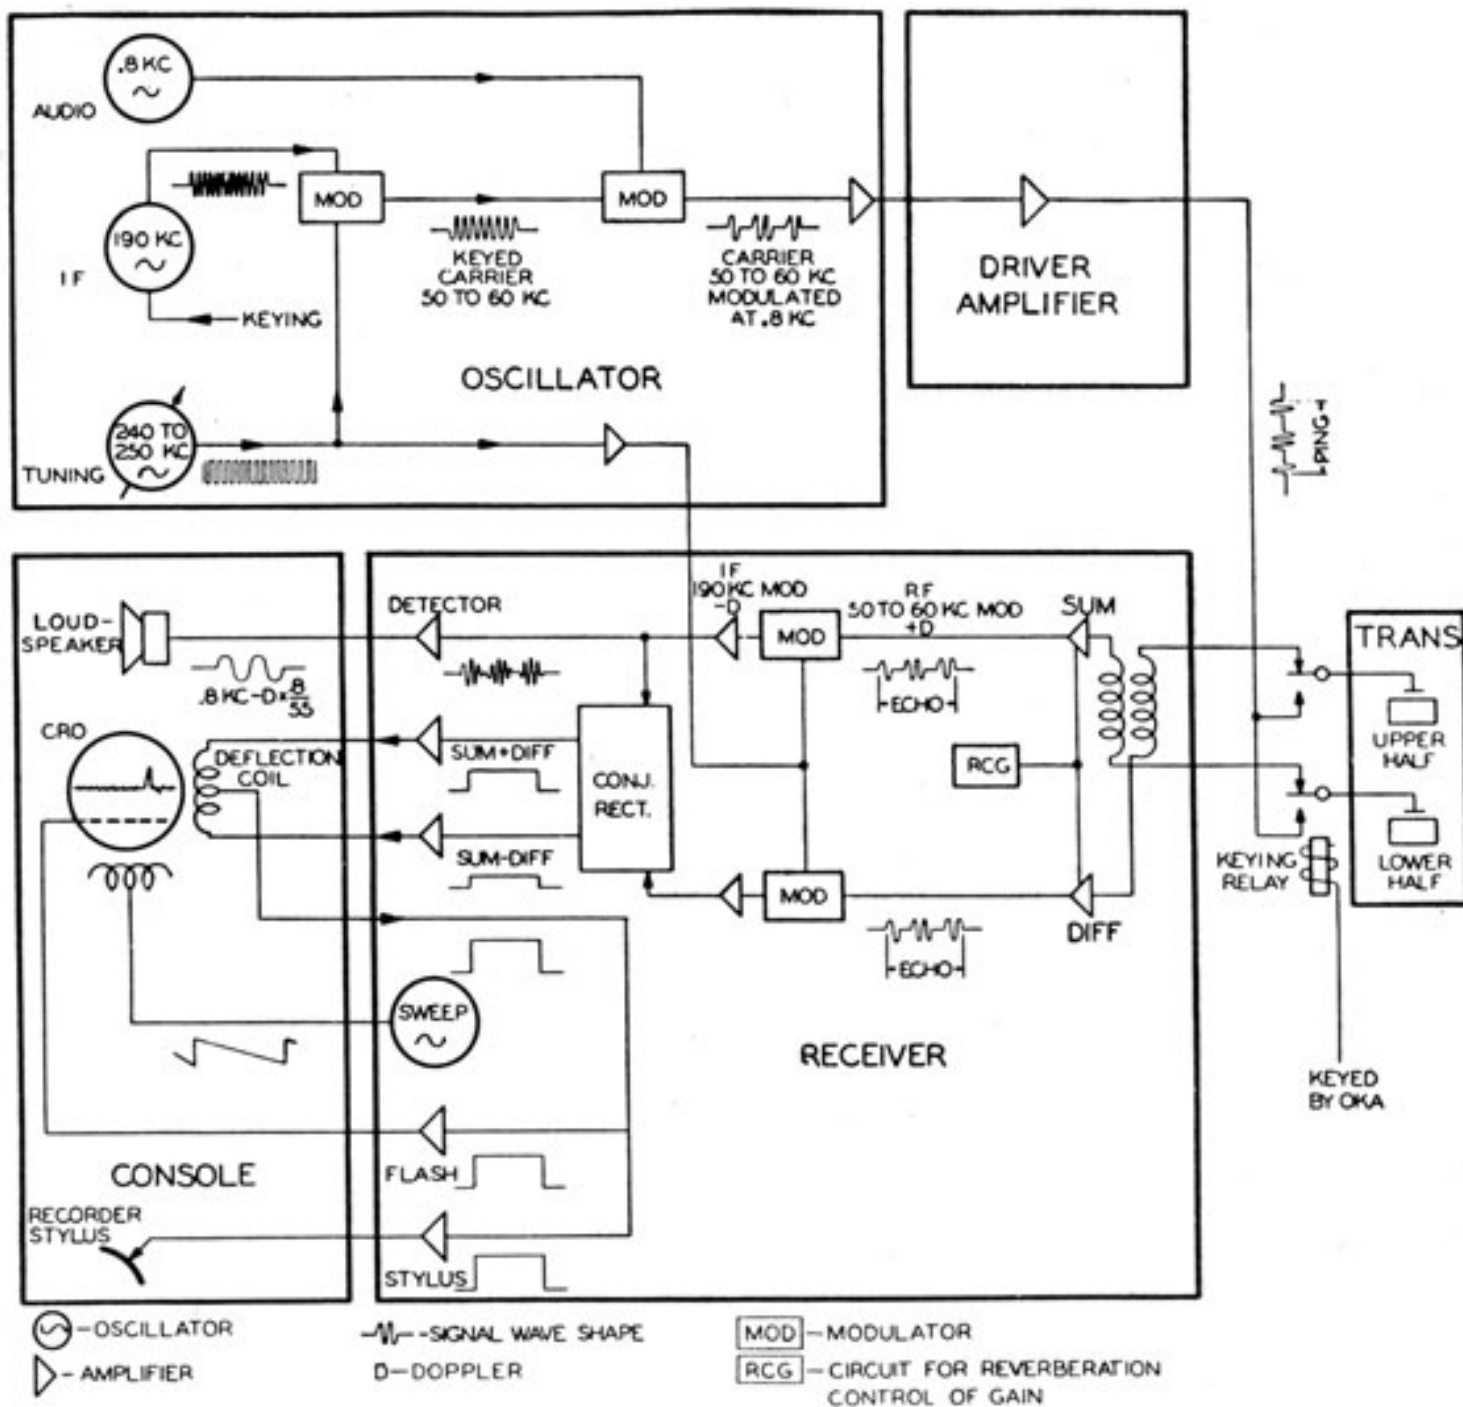 .8 KC
AUDIO
MOD
MOD
190 KC
IF
KEYING
KEYED
CARRIER
50 TO 60 KC
CARRIER
50 TO 60 KC
MODULATED
AT .8 KC
OSCILLATOR
240 TO
250 KC
TUNING
DRIVER
AMPLIFIER
PING
LOUD-
SPEAKER
.8 KC-D×8/55
CRO
DEFLECTION
COIL
CONSOLE
RECORDER
STYLUS
DETECTOR
IF
190 KC MOD
-D
MOD
RF
50 TO 60 KC MOD
+D
SUM
ECHO
SUM+DIFF
CONJ.
RECT.
RCG
SUM-DIFF
MOD
DIFF
ECHO
SWEEP
RECEIVER
FLASH
STYLUS
TRANS
UPPER
HALF
LOWER
HALF
KEYING
RELAY
KEYED
BY OKA
-OSCILLATOR
-SIGNAL WAVE SHAPE
MOD -MODULATOR
-AMPLIFIER
D-DOPPLER
RCG -CIRCUIT FOR REVERBERATION
CONTROL OF GAIN